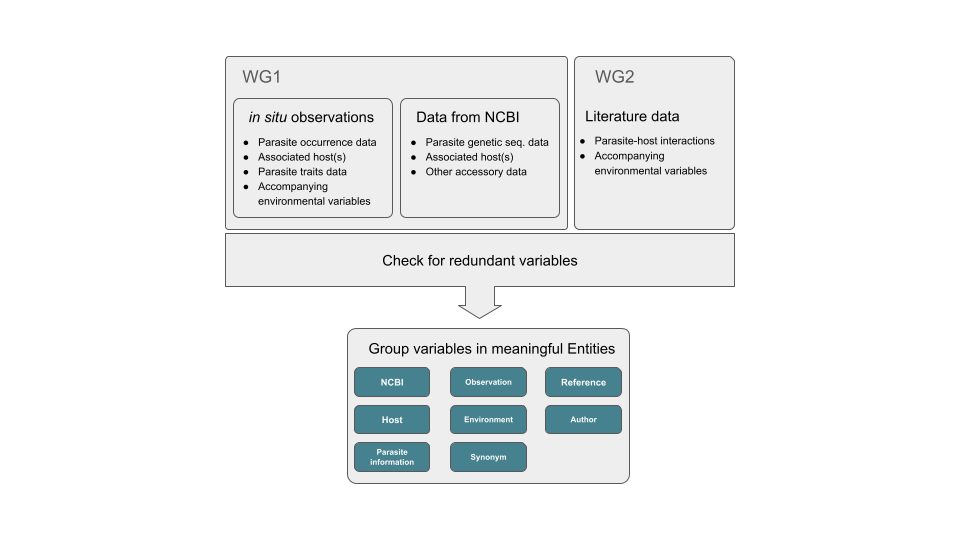 WG1
in situ observations
● Parasite occurrence data
● Associated host(s)
● Parasite traits data
● Accompanying
environmental variables
Data from NCBI
● Parasite genetic seq. data
● Associated host(s)
● Other accessory data
WG2
Literature data
● Parasite-host interactions
● Accompanying
environmental variables
Check for redundant variables
Group variables in meaningful Entities
NCBI
Observation
Reference
Host
Environment
Author
Parasite
information
Synonym